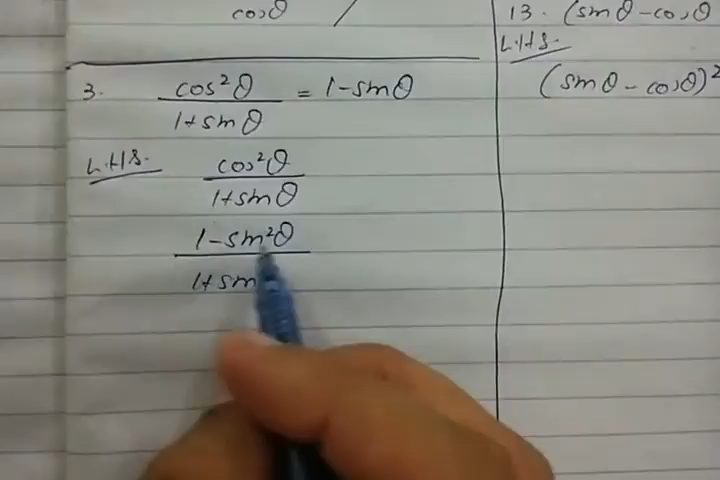 cosθ /
3. cos²θ / 1+sinθ = 1-sinθ
L.H.S. cos²θ / 1+sinθ
1-sin²θ / 1+sin
13. (sinθ-cosθ
L.H.S.
(sinθ-cosθ)²